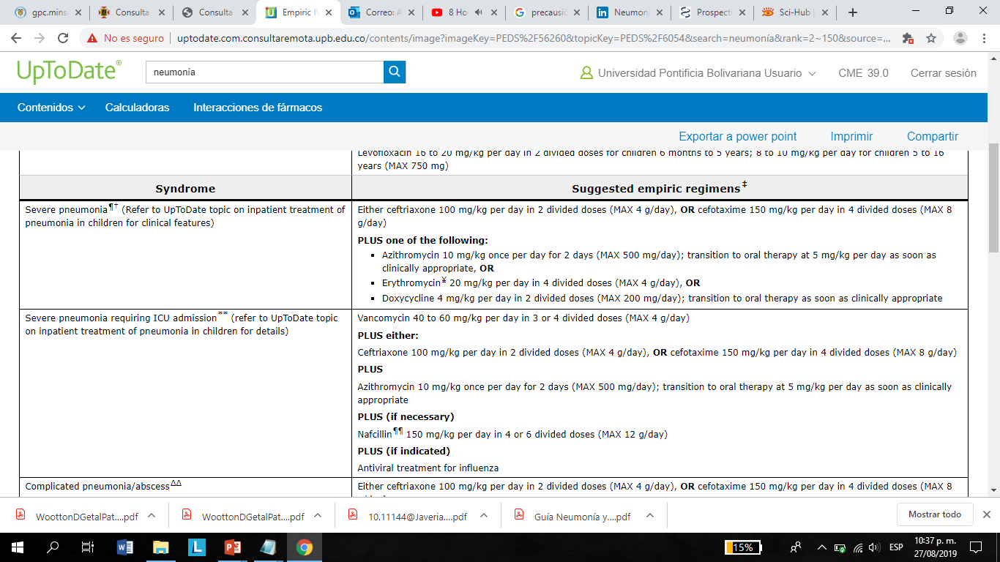 gpc.mins
Consulta
Consulta
Empiric IV
Correo: A
8 Ho
precausió
Neumoni
Prospecti
Sci-Hub
No es seguro | uptodate.com.consultaremota.upb.edu.co/contents/image?imageKey=PEDS%2F56260&topicKey=PEDS%2F6054&search=neumonía&rank=2~150&source=...
UpToDate®
neumonía
Universidad Pontificia Bolivariana Usuario
CME 39.0
Cerrar sesión
Contenidos
Calculadoras
Interacciones de fármacos
Exportar a power point
Imprimir
Compartir
Levofloxacin 16 to 20 mg/kg per day in 2 divided doses for children 6 months to 5 years; 8 to 10 mg/kg per day for children 5 to 16
years (MAX 750 mg)
Syndrome
Suggested empiric regimens‡
Severe pneumonia¶† (Refer to UpToDate topic on inpatient treatment of
pneumonia in children for clinical features)
Either ceftriaxone 100 mg/kg per day in 2 divided doses (MAX 4 g/day), OR cefotaxime 150 mg/kg per day in 4 divided doses (MAX 8
g/day)
PLUS one of the following:
▪ Azithromycin 10 mg/kg once per day for 2 days (MAX 500 mg/day); transition to oral therapy at 5 mg/kg per day as soon as
clinically appropriate, OR
▪ Erythromycin¥ 20 mg/kg per day in 4 divided doses (MAX 4 g/day), OR
▪ Doxycycline 4 mg/kg per day in 2 divided doses (MAX 200 mg/day); transition to oral therapy as soon as clinically appropriate
Severe pneumonia requiring ICU admission** (refer to UpToDate topic
on inpatient treatment of pneumonia in children for details)
Vancomycin 40 to 60 mg/kg per day in 3 or 4 divided doses (MAX 4 g/day)
PLUS either:
Ceftriaxone 100 mg/kg per day in 2 divided doses (MAX 4 g/day), OR cefotaxime 150 mg/kg per day in 4 divided doses (MAX 8 g/day)
PLUS
Azithromycin 10 mg/kg once per day for 2 days (MAX 500 mg/day); transition to oral therapy at 5 mg/kg per day as soon as clinically
appropriate
PLUS (if necessary)
Nafcillin¶¶ 150 mg/kg per day in 4 or 6 divided doses (MAX 12 g/day)
PLUS (if indicated)
Antiviral treatment for influenza
Complicated pneumonia/abscessΔΔ
Either ceftriaxone 100 mg/kg per day in 2 divided doses (MAX 4 g/day), OR cefotaxime 150 mg/kg per day in 4 divided doses (MAX 8
WoottonDGetalPat....pdf
WoottonDGetalPat....pdf
10.11144@Javeria....pdf
Guía Neumonía y....pdf
Mostrar todo
15%
ESP
10:37 p. m.
27/08/2019